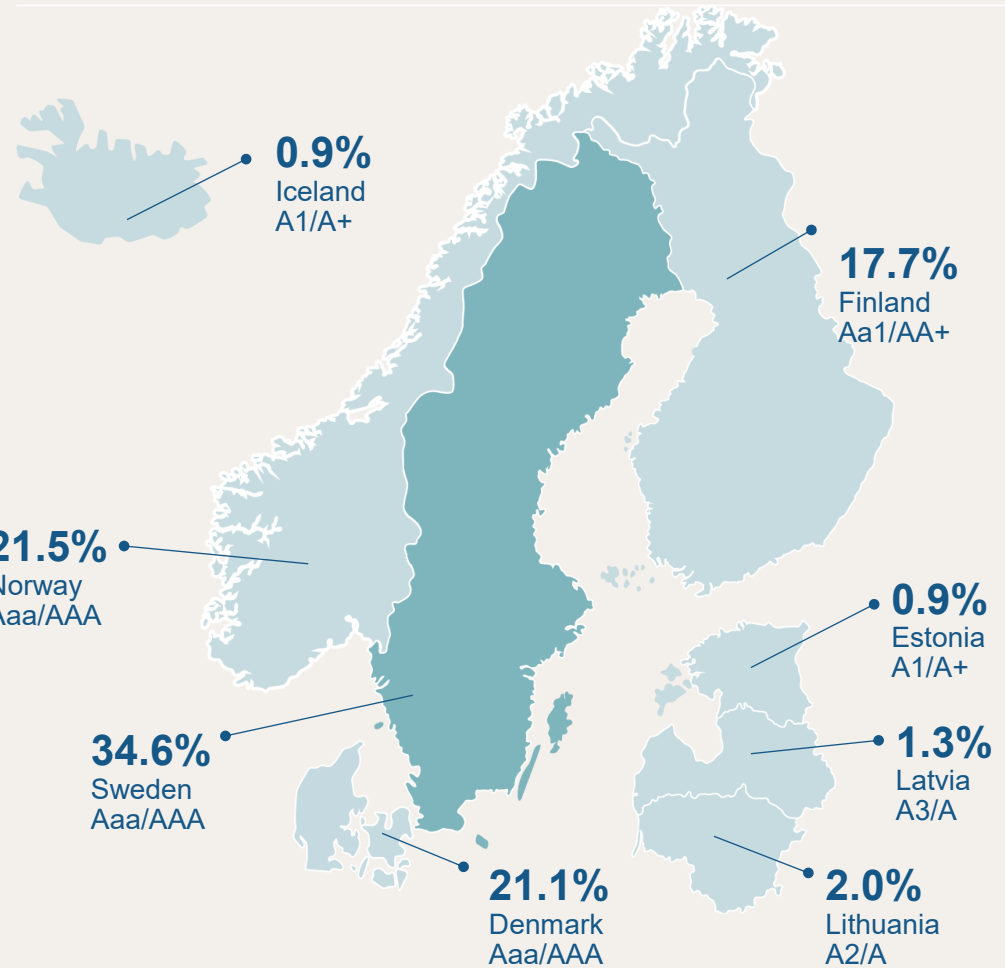 0.9%
Iceland
A1/A+
17.7%
Finland
Aa1/AA+
21.5%
Norway
Aaa/AAA
0.9%
Estonia
A1/A+
34.6%
Sweden
Aaa/AAA
1.3%
Latvia
A3/A
21.1%
Denmark
Aaa/AAA
2.0%
Lithuania
A2/A